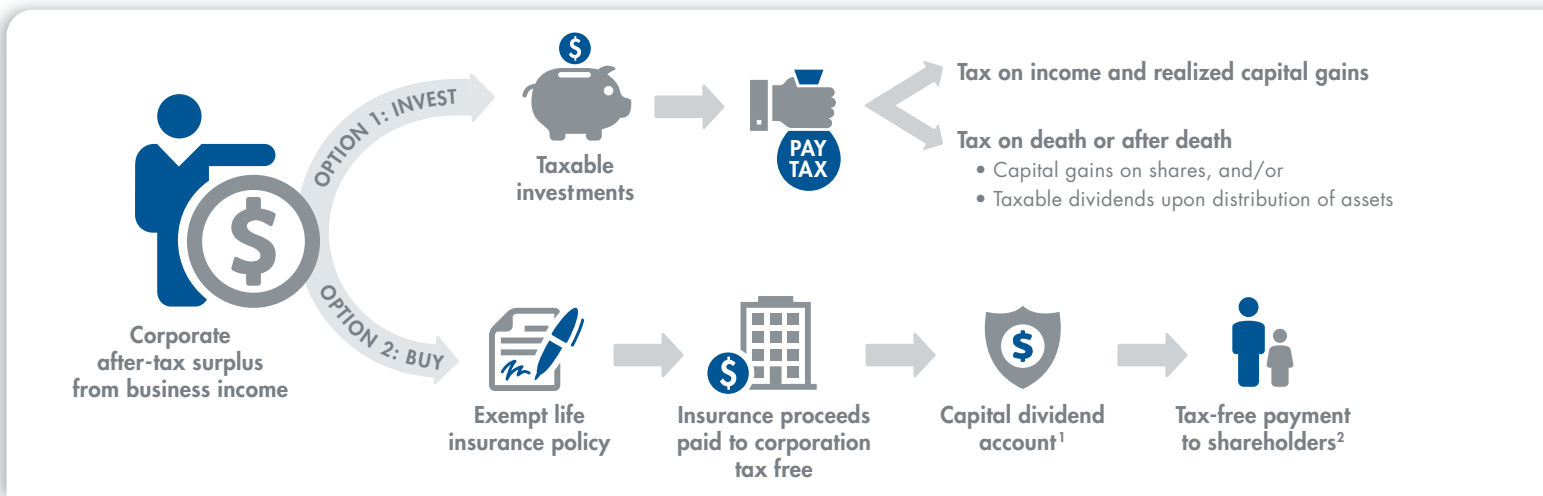 OPTION 1: INVEST
$
Taxable
investments
PAY
TAX
Tax on income and realized capital gains
Tax on death or after death
• Capital gains on shares, and/or
• Taxable dividends upon distribution of assets
$
Corporate
after-tax surplus
from business income
OPTION 2: BUY
Exempt life
insurance policy
$
Insurance proceeds
paid to corporation
tax free
$
Capital dividend
account¹
Tax-free payment
to shareholders²